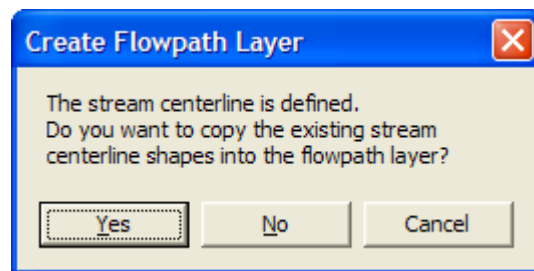 Create Flowpath Layer
The stream centerline is defined.
Do you want to copy the existing stream
centerline shapes into the flowpath layer?
Yes No Cancel